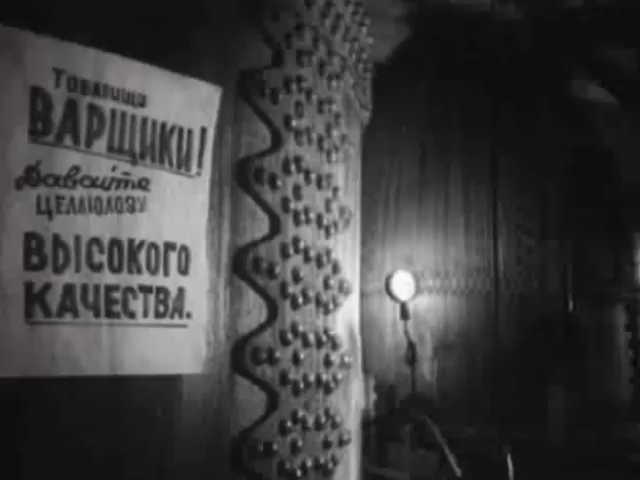 Товарищи
ВАРЩИКИ!
Давайте
ЦЕЛЛЮЛОЗУ
ВЫСОКОГО
КАЧЕСТВА.